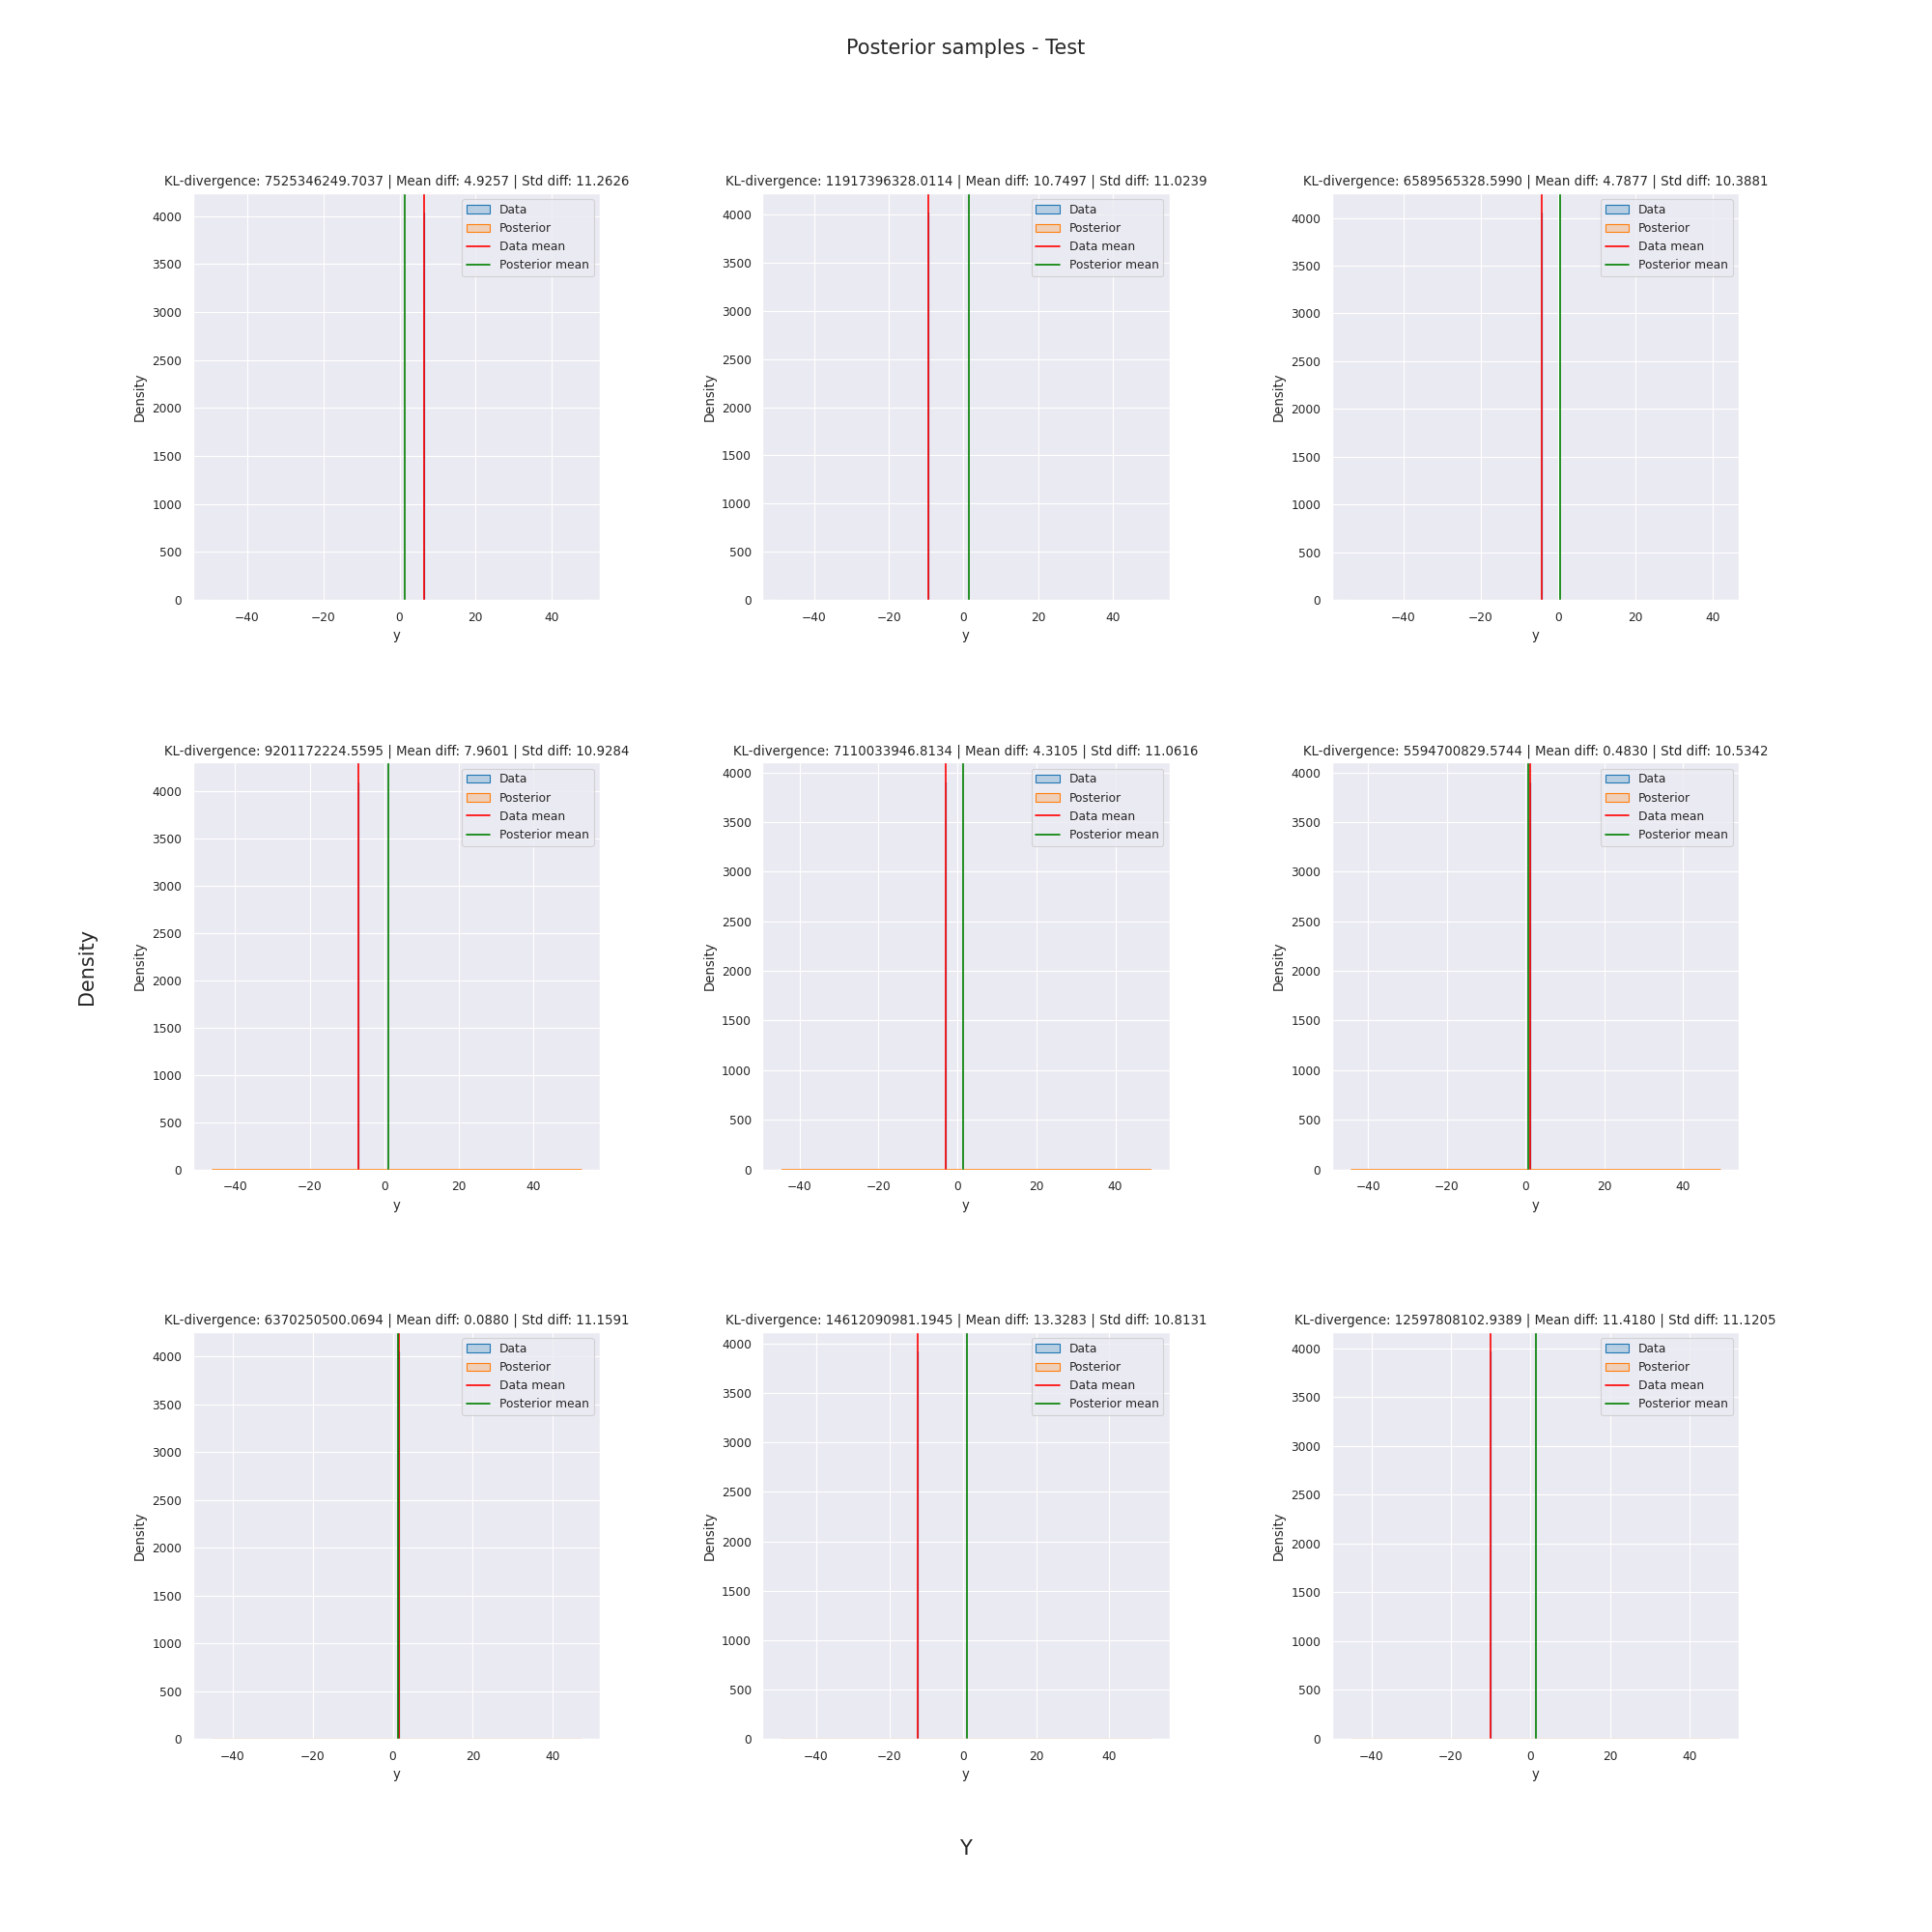 Posterior samples - Test
KL-divergence: 7525346249.7037 | Mean diff: 4.9257 | Std diff: 11.2626
Data
Posterior
Data mean
Posterior mean
4000
3500
3000
2500
2000
1500
1000
500
0
Density
−40
−20
0
20
40
y
KL-divergence: 11917396328.0114 | Mean diff: 10.7497 | Std diff: 11.0239
Data
Posterior
Data mean
Posterior mean
4000
3500
3000
2500
2000
1500
1000
500
0
Density
−40
−20
0
20
40
y
KL-divergence: 6589565328.5990 | Mean diff: 4.7877 | Std diff: 10.3881
Data
Posterior
Data mean
Posterior mean
4000
3500
3000
2500
2000
1500
1000
500
0
Density
−40
−20
0
20
40
y
Density
KL-divergence: 9201172224.5595 | Mean diff: 7.9601 | Std diff: 10.9284
Data
Posterior
Data mean
Posterior mean
4000
3500
3000
2500
2000
1500
1000
500
0
Density
−40
−20
0
20
40
y
KL-divergence: 7110033946.8134 | Mean diff: 4.3105 | Std diff: 11.0616
Data
Posterior
Data mean
Posterior mean
4000
3500
3000
2500
2000
1500
1000
500
0
Density
−40
−20
0
20
40
y
KL-divergence: 5594700829.5744 | Mean diff: 0.4830 | Std diff: 10.5342
Data
Posterior
Data mean
Posterior mean
4000
3500
3000
2500
2000
1500
1000
500
0
Density
−40
−20
0
20
40
y
KL-divergence: 6370250500.0694 | Mean diff: 0.0880 | Std diff: 11.1591
Data
Posterior
Data mean
Posterior mean
4000
3500
3000
2500
2000
1500
1000
500
0
Density
−40
−20
0
20
40
y
KL-divergence: 14612090981.1945 | Mean diff: 13.3283 | Std diff: 10.8131
Data
Posterior
Data mean
Posterior mean
4000
3500
3000
2500
2000
1500
1000
500
0
Density
−40
−20
0
20
40
y
KL-divergence: 12597808102.9389 | Mean diff: 11.4180 | Std diff: 11.1205
Data
Posterior
Data mean
Posterior mean
4000
3500
3000
2500
2000
1500
1000
500
0
Density
−40
−20
0
20
40
y
Y